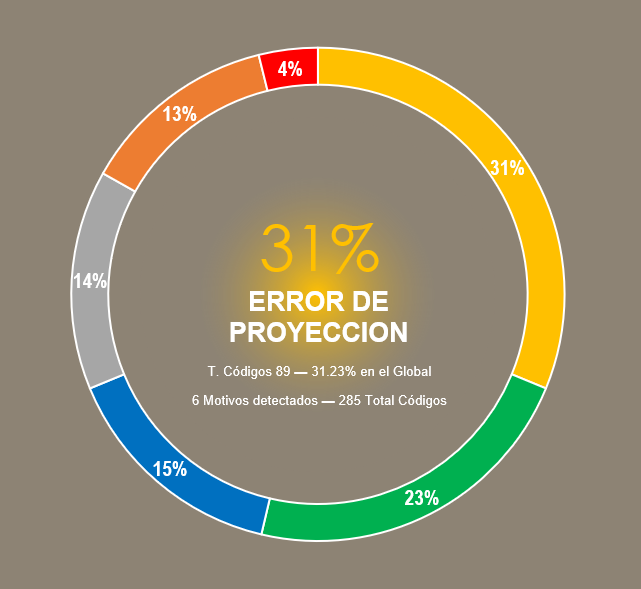 4%
13%
31%
31%
ERROR DE
PROYECCION
14%
T. Códigos 89 — 31.23% en el Global
6 Motivos detectados — 285 Total Códigos
15%
23%